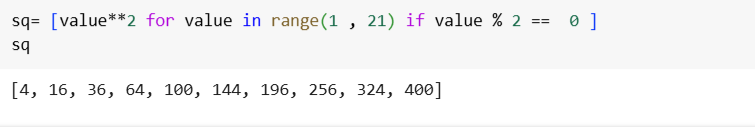 sq= [value**2 for value in range(1 , 21) if value % 2 ==  0 ]
sq
[4, 16, 36, 64, 100, 144, 196, 256, 324, 400]